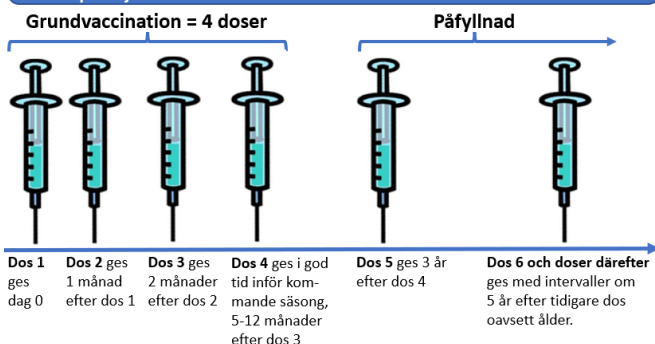 Grundvaccination = 4 doser
Påfyllnad
Dos 1
ges
dag 0
Dos 2 ges
1 månad
efter dos 1
Dos 3 ges
2 månader
efter dos 2
Dos 4 ges i god
tid inför kom-
mande säsong,
5-12 månader
efter dos 3
Dos 5 ges 3 år
efter dos 4
Dos 6 och doser därefter
ges med intervaller om
5 år efter tidigare dos
oavsett ålder.